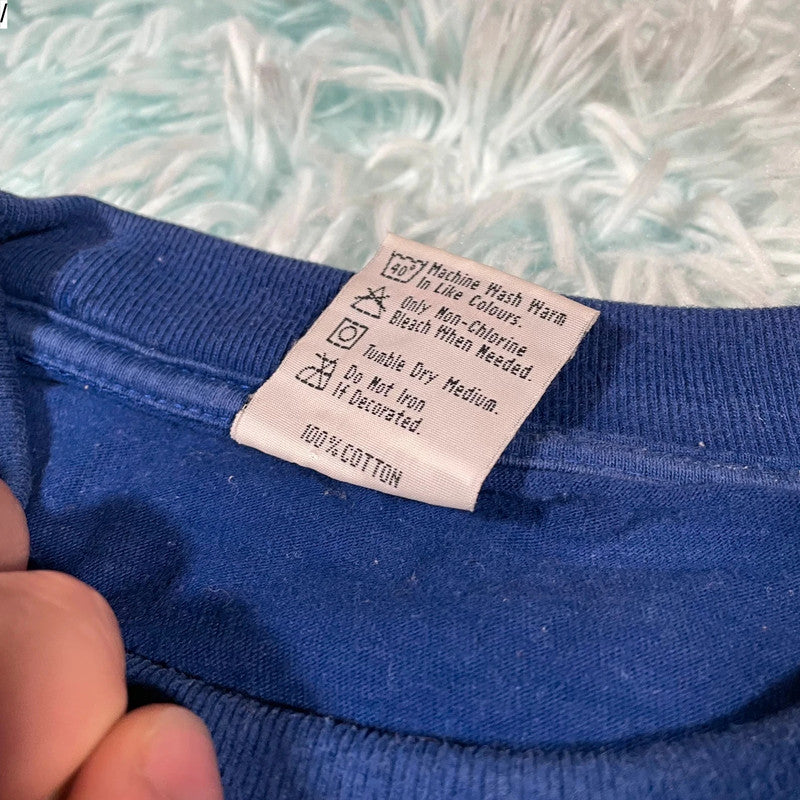 /
40° Machine Wash Warm
In Like Colours.
Only Non-Chlorine
Bleach When Needed.
Tumble Dry Medium.
Do Not Iron
If Decorated.
100% COTTON